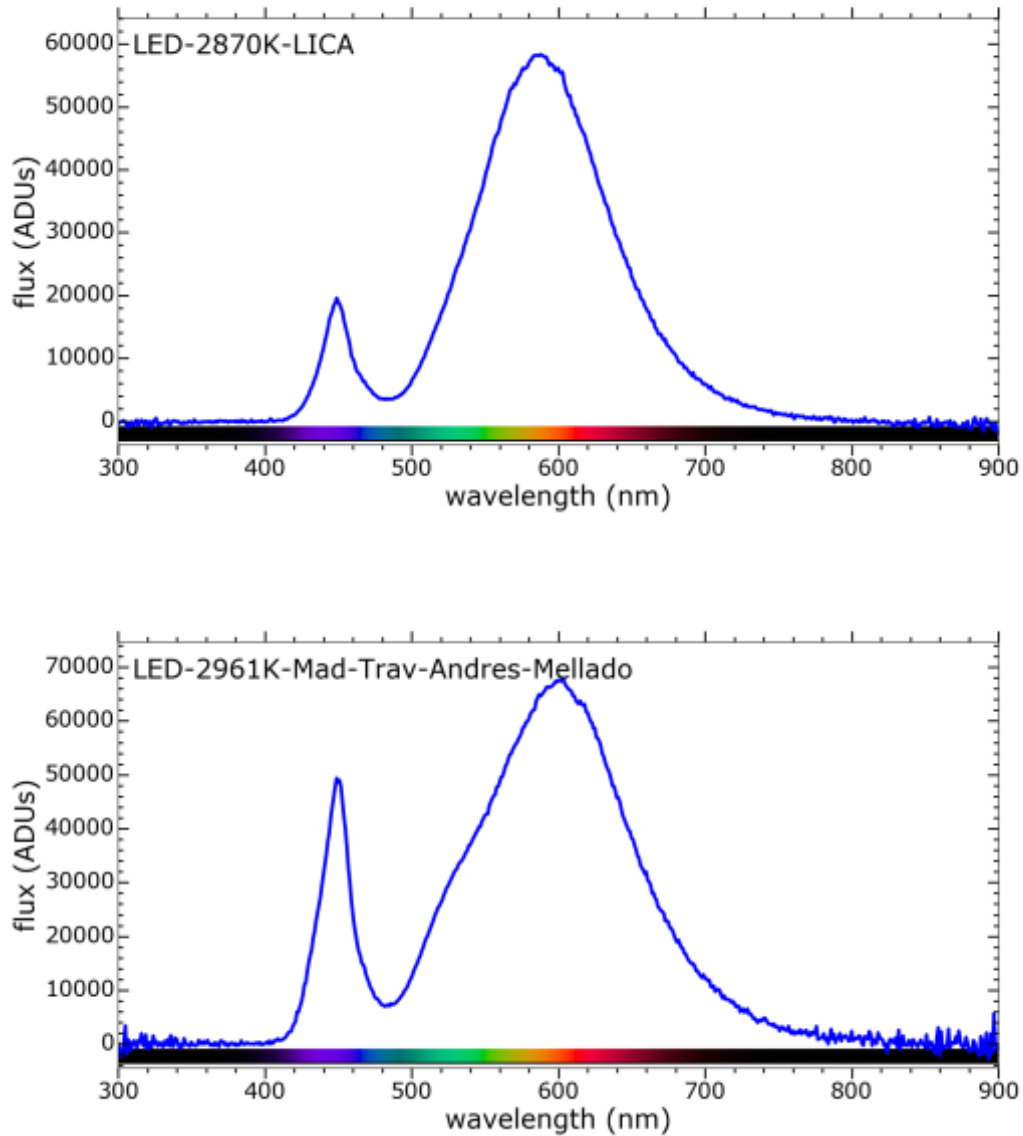 LED-2870K-LICA
60000
50000
40000
30000
20000
10000
0
flux (ADUs)
300 400 500 600 700 800 900
wavelength (nm)
LED-2961K-Mad-Trav-Andres-Mellado
70000
60000
50000
40000
30000
20000
10000
0
flux (ADUs)
300 400 500 600 700 800 900
wavelength (nm)